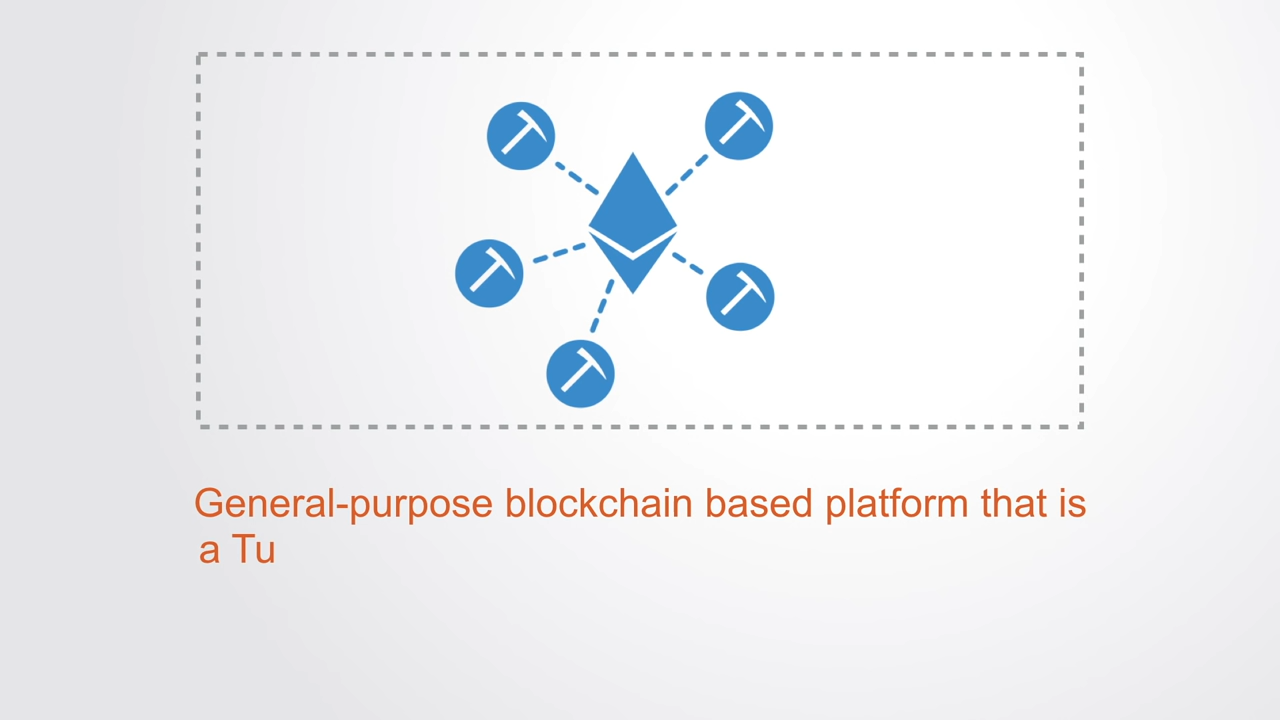 General-purpose blockchain based platform that is
a Tu